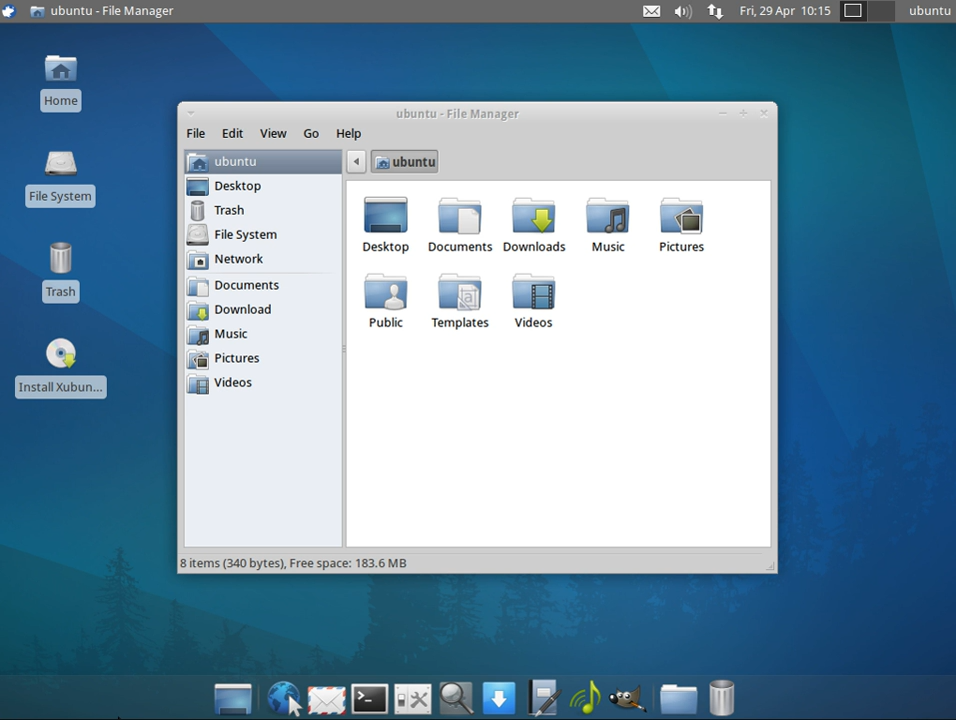 ubuntu - File Manager
Fri, 29 Apr 10:15
ubuntu
Home
File System
Trash
Install Xubun...
ubuntu - File Manager
File Edit View Go Help
ubuntu
Desktop
Trash
File System
Network
Documents
Download
Music
Pictures
Videos
ubuntu
Desktop Documents Downloads Music Pictures
Public Templates Videos
8 items (340 bytes), Free space: 183.6 MB